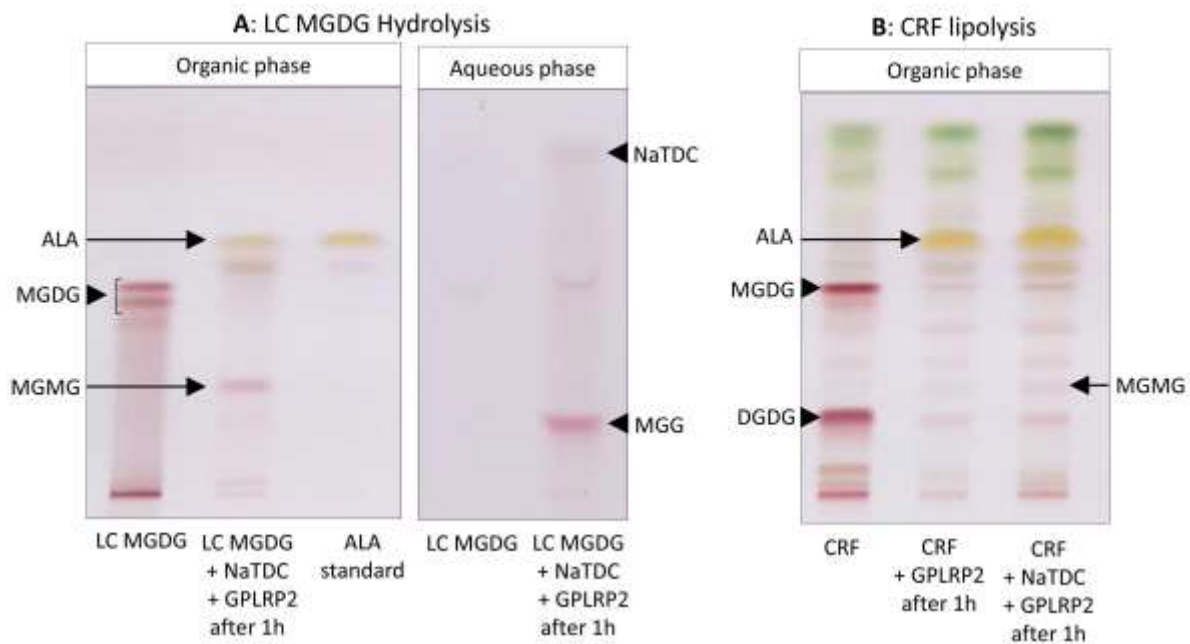 A: LC MGDG Hydrolysis
Organic phase
Aqueous phase
ALA
MGDG
MGMG
NaTDC
MGG
LC MGDG
LC MGDG
+ NaTDC
+ GPLRP2
after 1h
ALA
standard
LC MGDG
LC MGDG
+ NaTDC
+ GPLRP2
after 1h
B: CRF lipolysis
Organic phase
ALA
MGDG
DGDG
MGMG
CRF
CRF
+ GPLRP2
after 1h
CRF
+ NaTDC
+ GPLRP2
after 1h